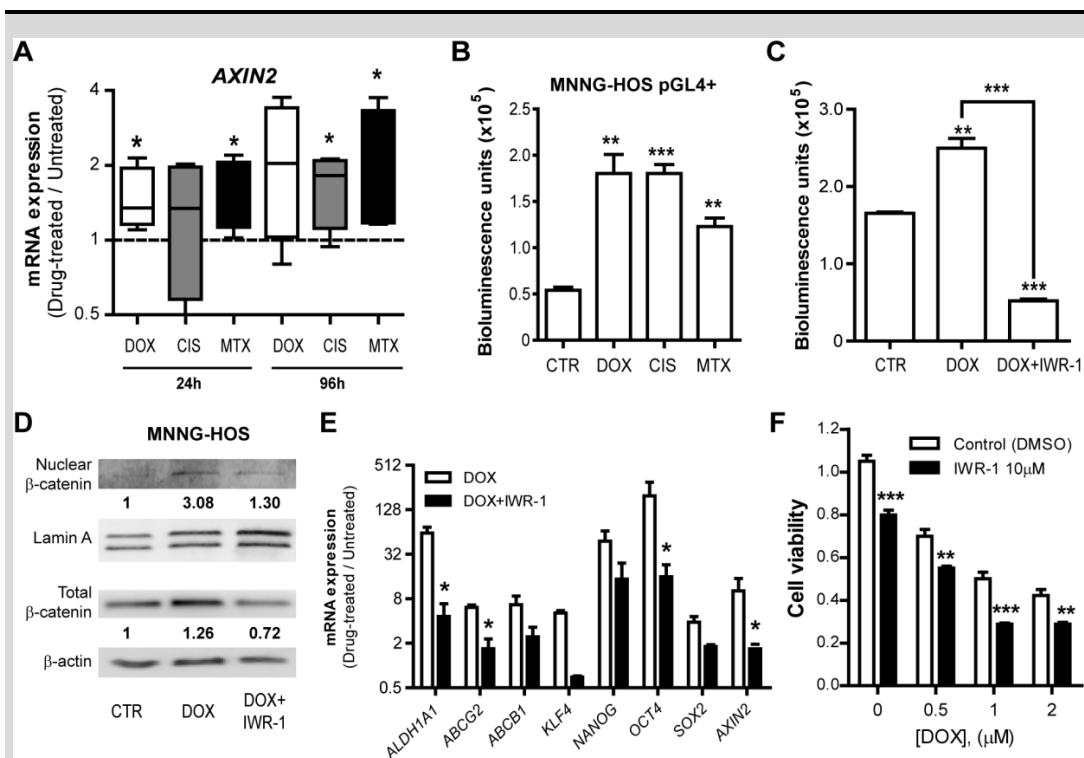 A
AXIN2
mRNA expression
(Drug-treated / Untreated)
4
2
1
0.5
* * * *
DOX CIS MTX DOX CIS MTX
24h 96h
B
MNNG-HOS pGL4+
Bioluminescence units (x10⁵)
2.5
2.0
1.5
1.0
0.5
0
** *** **
CTR DOX CIS MTX
C
Bioluminescence units (x10⁵)
3.0
2.0
1.0
0
***
**
***
CTR DOX DOX+IWR-1
D
MNNG-HOS
Nuclear
β-catenin
1 3.08 1.30
Lamin A
Total
β-catenin
1 1.26 0.72
β-actin
CTR DOX DOX+
IWR-1
E
mRNA expression
(Drug-treated / Untreated)
512
128
32
8
2
0.5
DOX
DOX+IWR-1
* * * *
ALDH1A1 ABCG2 ABCB1 KLF4 NANOG OCT4 SOX2 AXIN2
F
Cell viability
1.2
1.0
0.8
0.6
0.4
0.2
0.0
Control (DMSO)
IWR-1 10μM
*** ** *** **
0 0.5 1 2
[DOX], (μM)